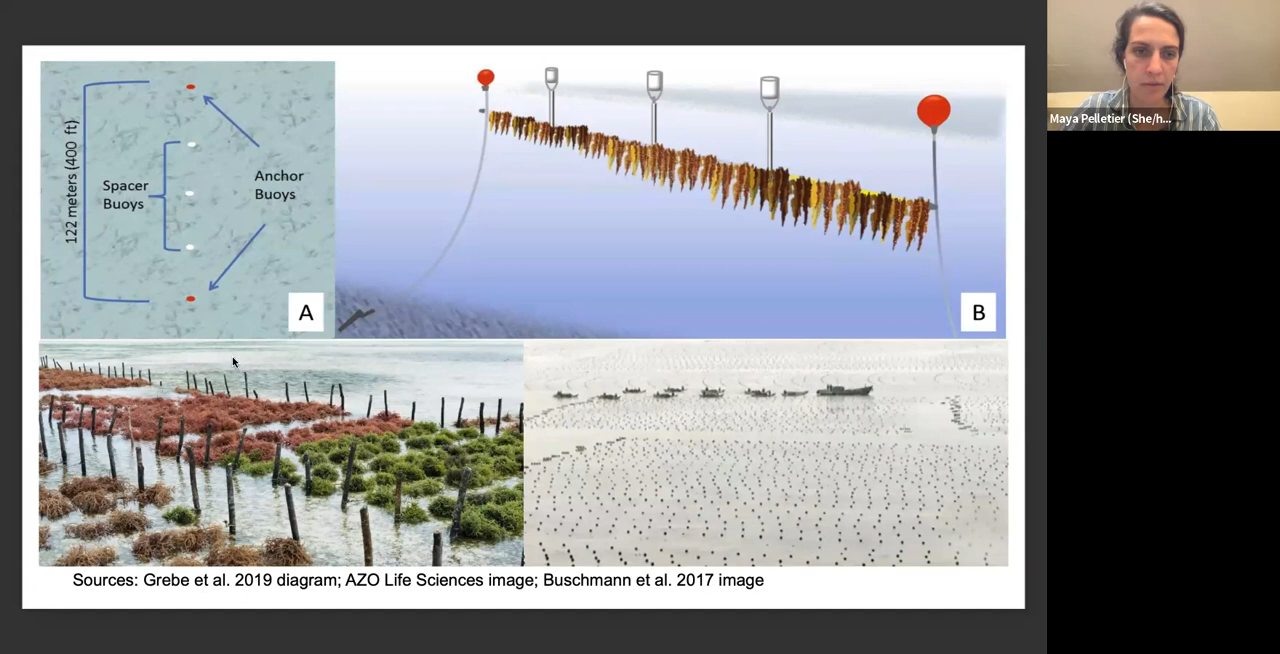 122 meters (400 ft)
Spacer
Buoys
Anchor
Buoys
A
B
Sources: Grebe et al. 2019 diagram; AZO Life Sciences image; Buschmann et al. 2017 image
Maya Pelletier (She/h...